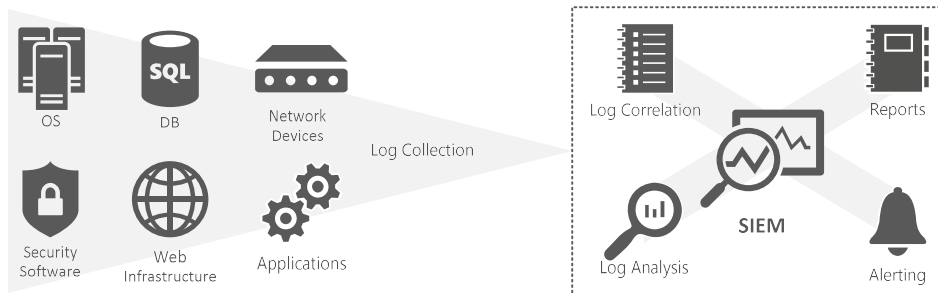 SQL
OS
DB
Network
Devices
Security
Software
Web
Infrastructure
Applications
Log Collection
Log Correlation
Reports
SIEM
Log Analysis
Alerting